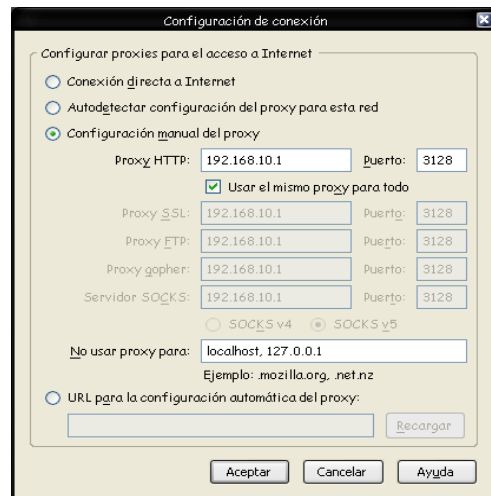 Configuración de conexión
Configurar proxies para el acceso a Internet
Conexión directa a Internet
Autodetectar configuración del proxy para esta red
Configuración manual del proxy
Proxy HTTP: 192.168.10.1 Puerto: 3128
Usar el mismo proxy para todo
Proxy SSL: 192.168.10.1 Puerto: 3128
Proxy FTP: 192.168.10.1 Puerto: 3128
Proxy gopher: 192.168.10.1 Puerto: 3128
Servidor SOCKS: 192.168.10.1 Puerto: 3128
SOCKS v4 SOCKS v5
No usar proxy para: localhost, 127.0.0.1
Ejemplo: .mozilla.org, .net.nz
URL para la configuración automática del proxy:
Recargar
Aceptar Cancelar Ayuda